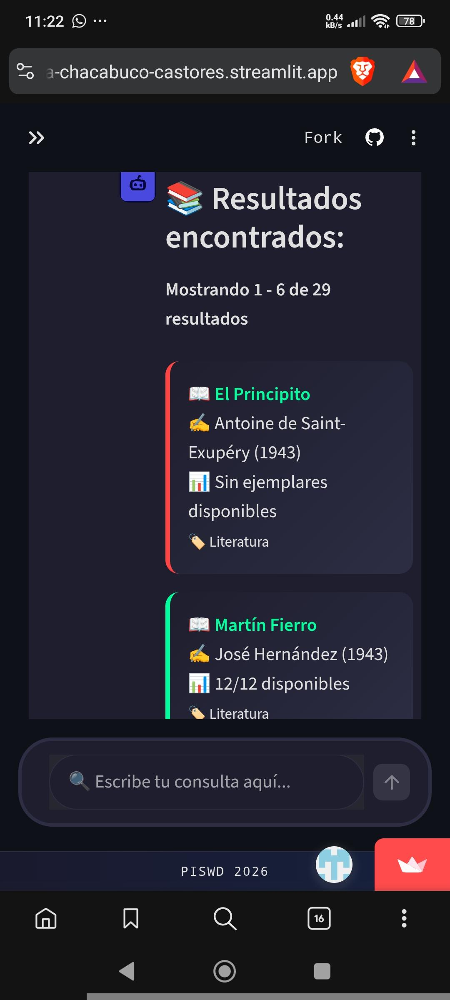 11:22
0.44
kB/s
78
a-chacabuco-castores.streamlit.app
Fork
Resultados
encontrados:
Mostrando 1 - 6 de 29
resultados
El Principito
Antoine de Saint-
Exupéry (1943)
Sin ejemplares
disponibles
Literatura
Martín Fierro
José Hernández (1943)
12/12 disponibles
Literatura
Escribe tu consulta aquí...
PISWD 2026
16